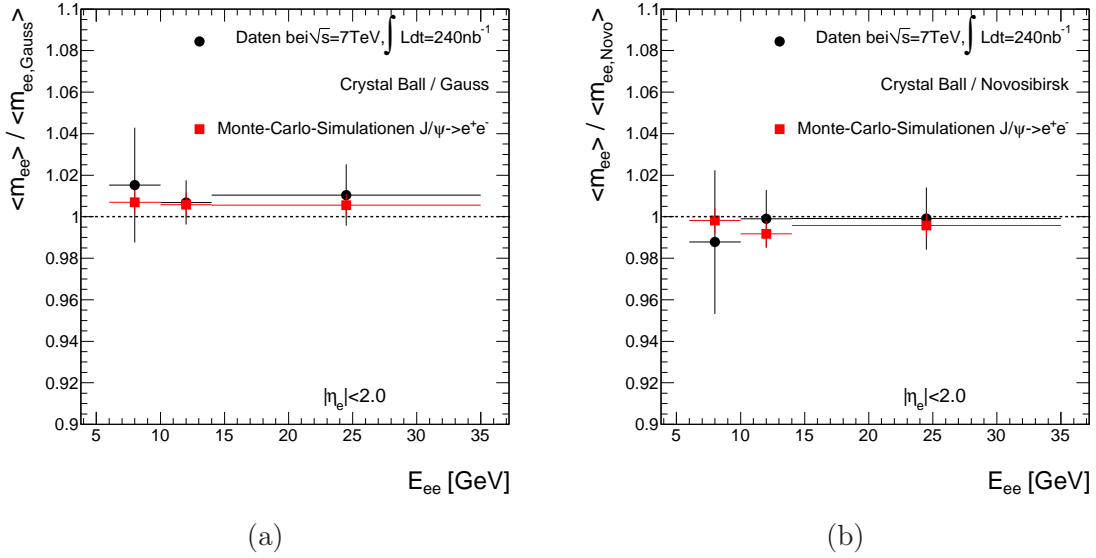 <m_ee> / <m_ee,Gauss>
1.1
1.08
1.06
1.04
1.02
1
0.98
0.96
0.94
0.92
0.9
Daten bei√s=7TeV,∫ Ldt=240nb⁻¹
Crystal Ball / Gauss
Monte-Carlo-Simulationen J/ψ->e⁺e⁻
|η_e|<2.0
5 10 15 20 25 30 35
E_ee [GeV]
(a)
<m_ee> / <m_ee,Novo>
1.1
1.08
1.06
1.04
1.02
1
0.98
0.96
0.94
0.92
0.9
Daten bei√s=7TeV,∫ Ldt=240nb⁻¹
Crystal Ball / Novosibirsk
Monte-Carlo-Simulationen J/ψ->e⁺e⁻
|η_e|<2.0
5 10 15 20 25 30 35
E_ee [GeV]
(b)